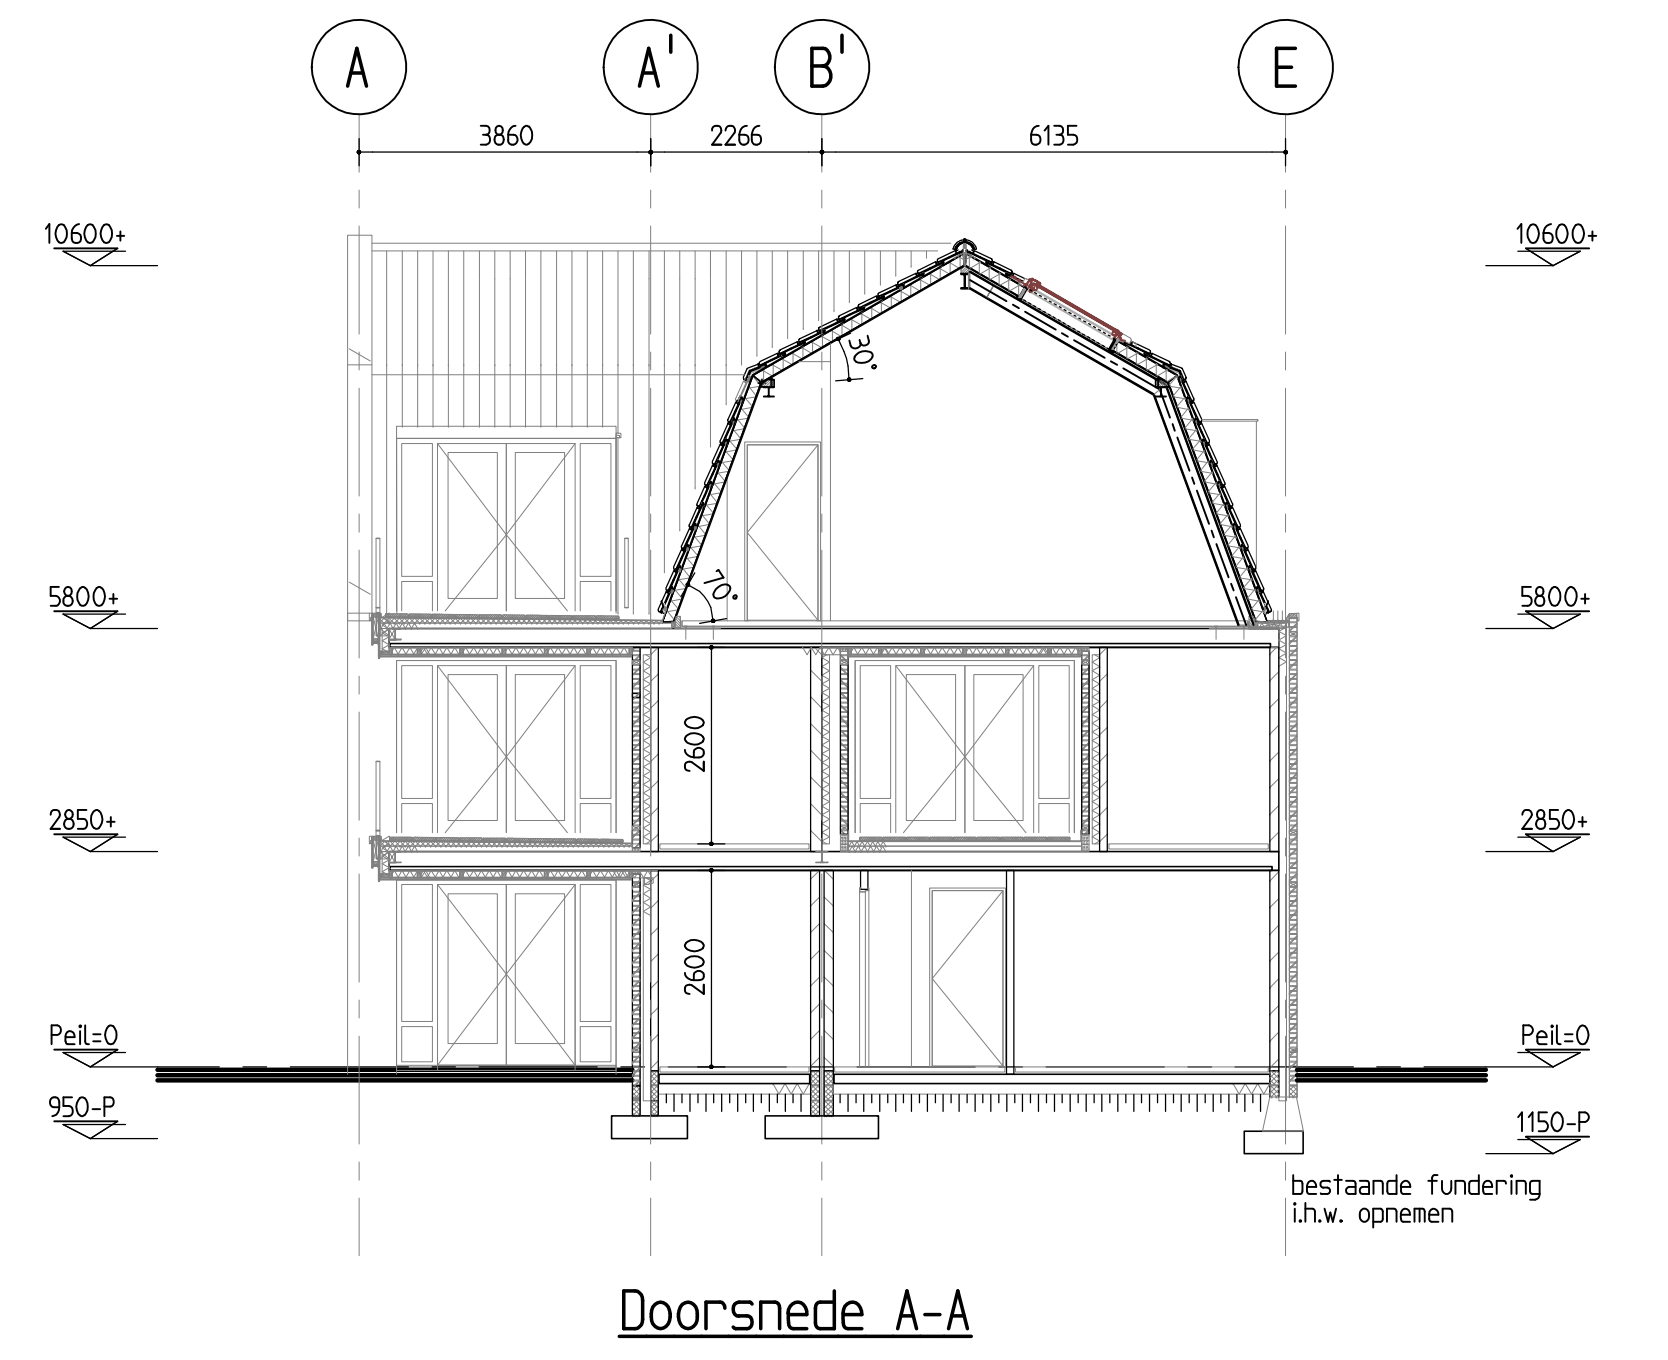 A A' B' E
3860 2266 6135
10600+ 10600+
30°
70°
5800+ 5800+
2600
2850+ 2850+
2600
Peil=0 Peil=0
950-P 1150-P
bestaande fundering
i.h.w. opnemen
Doorsnede A-A